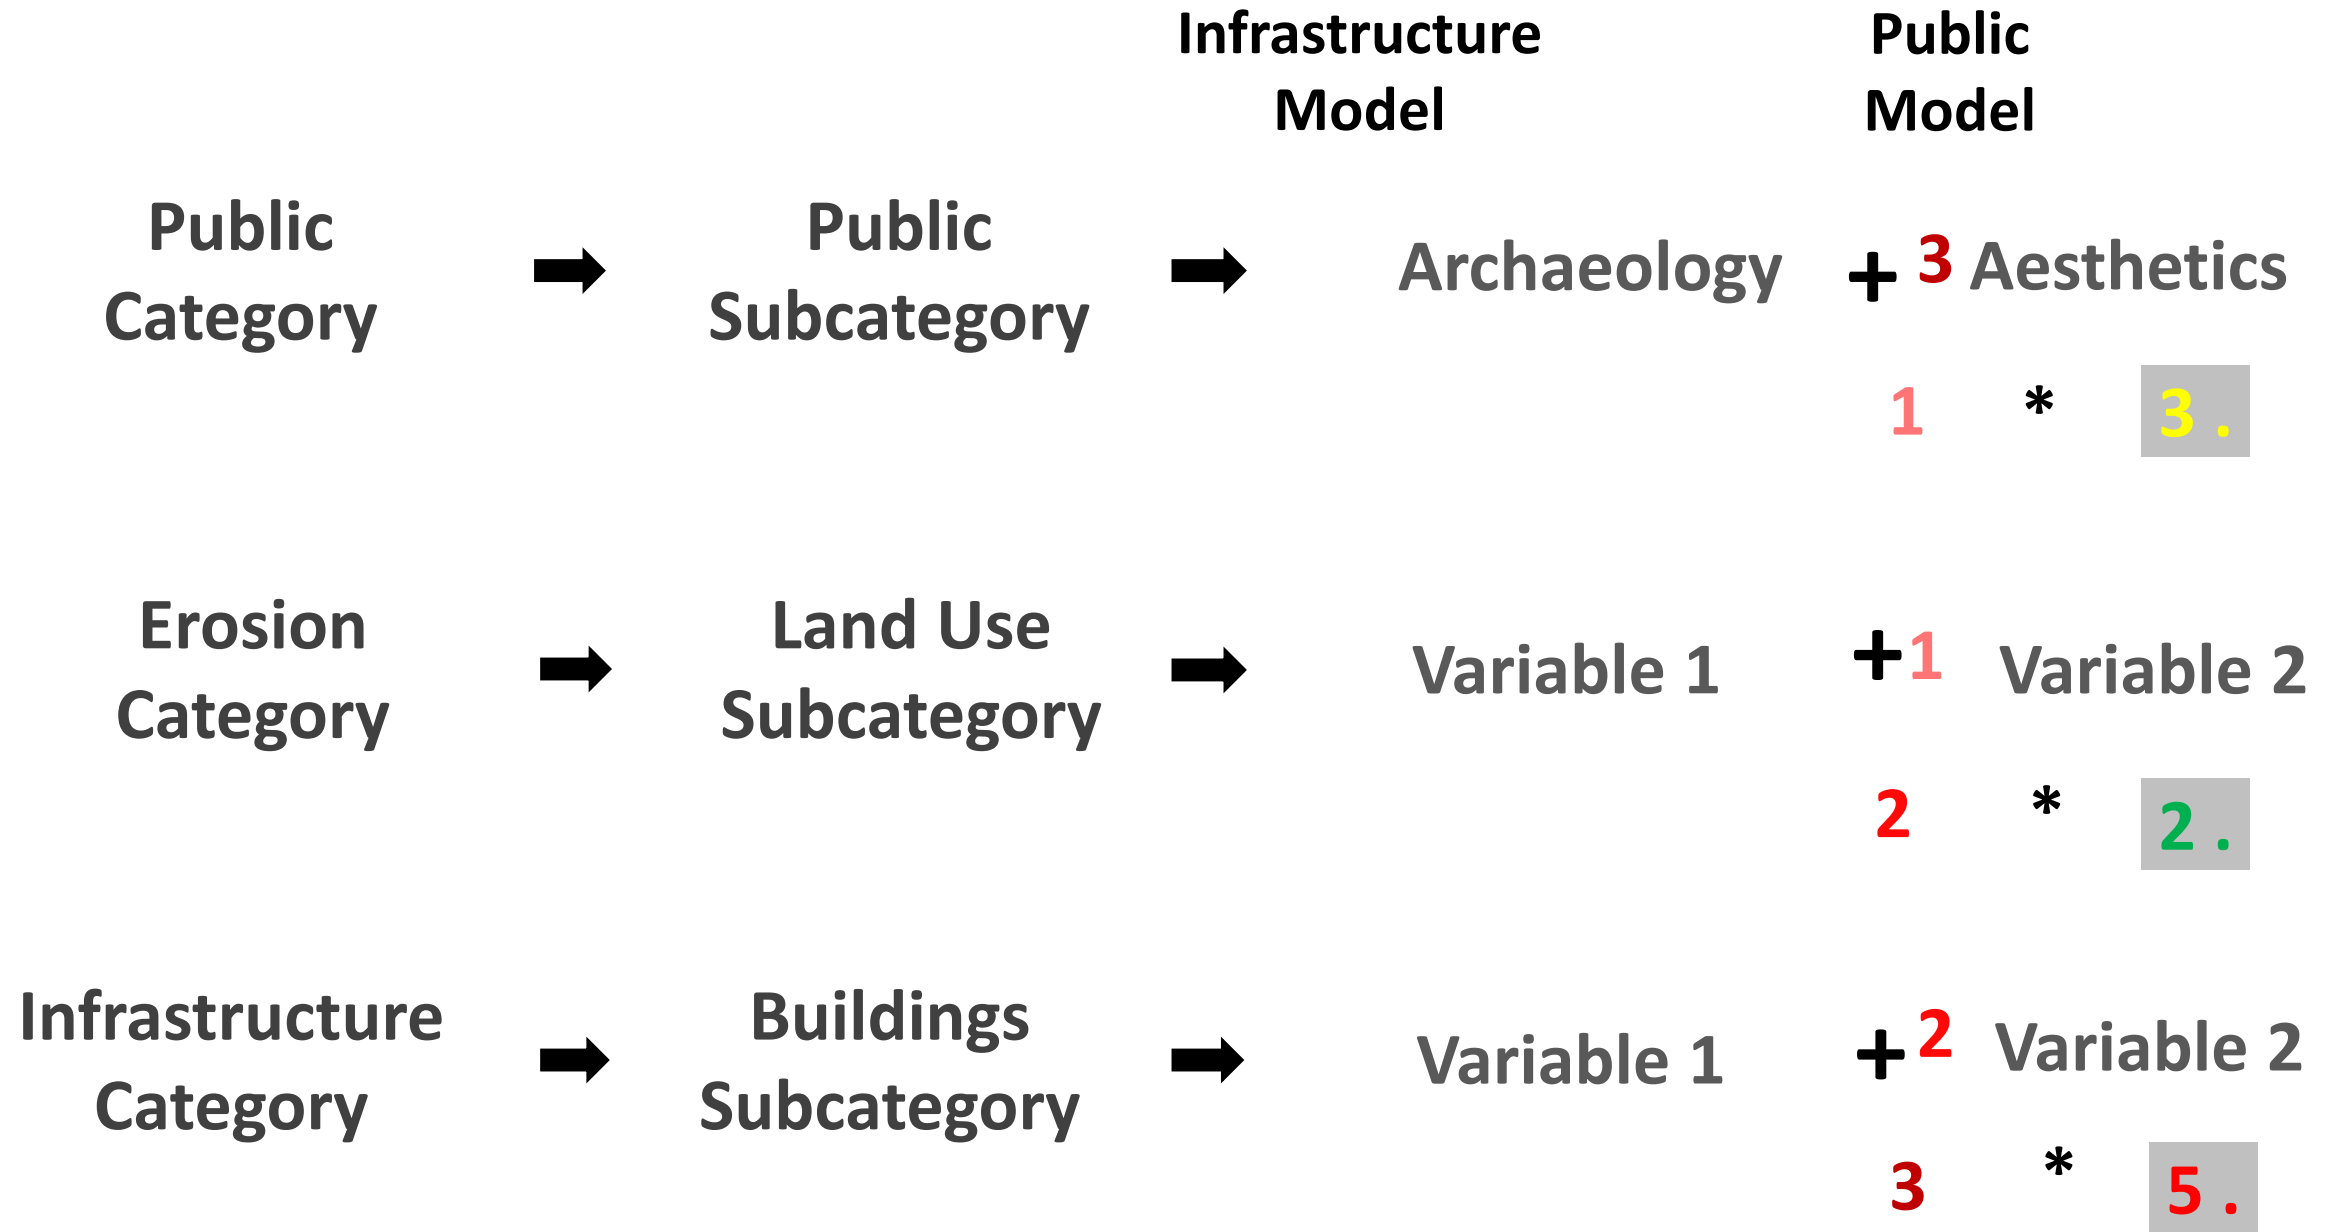 Infrastructure
Model
Public
Model
Public
Category
Public
Subcategory
Archaeology
+ 3 Aesthetics
1 * 3 .
Erosion
Category
Land Use
Subcategory
Variable 1
+ 1 Variable 2
2 * 2 .
Infrastructure
Category
Buildings
Subcategory
Variable 1
+ 2 Variable 2
3 * 5 .